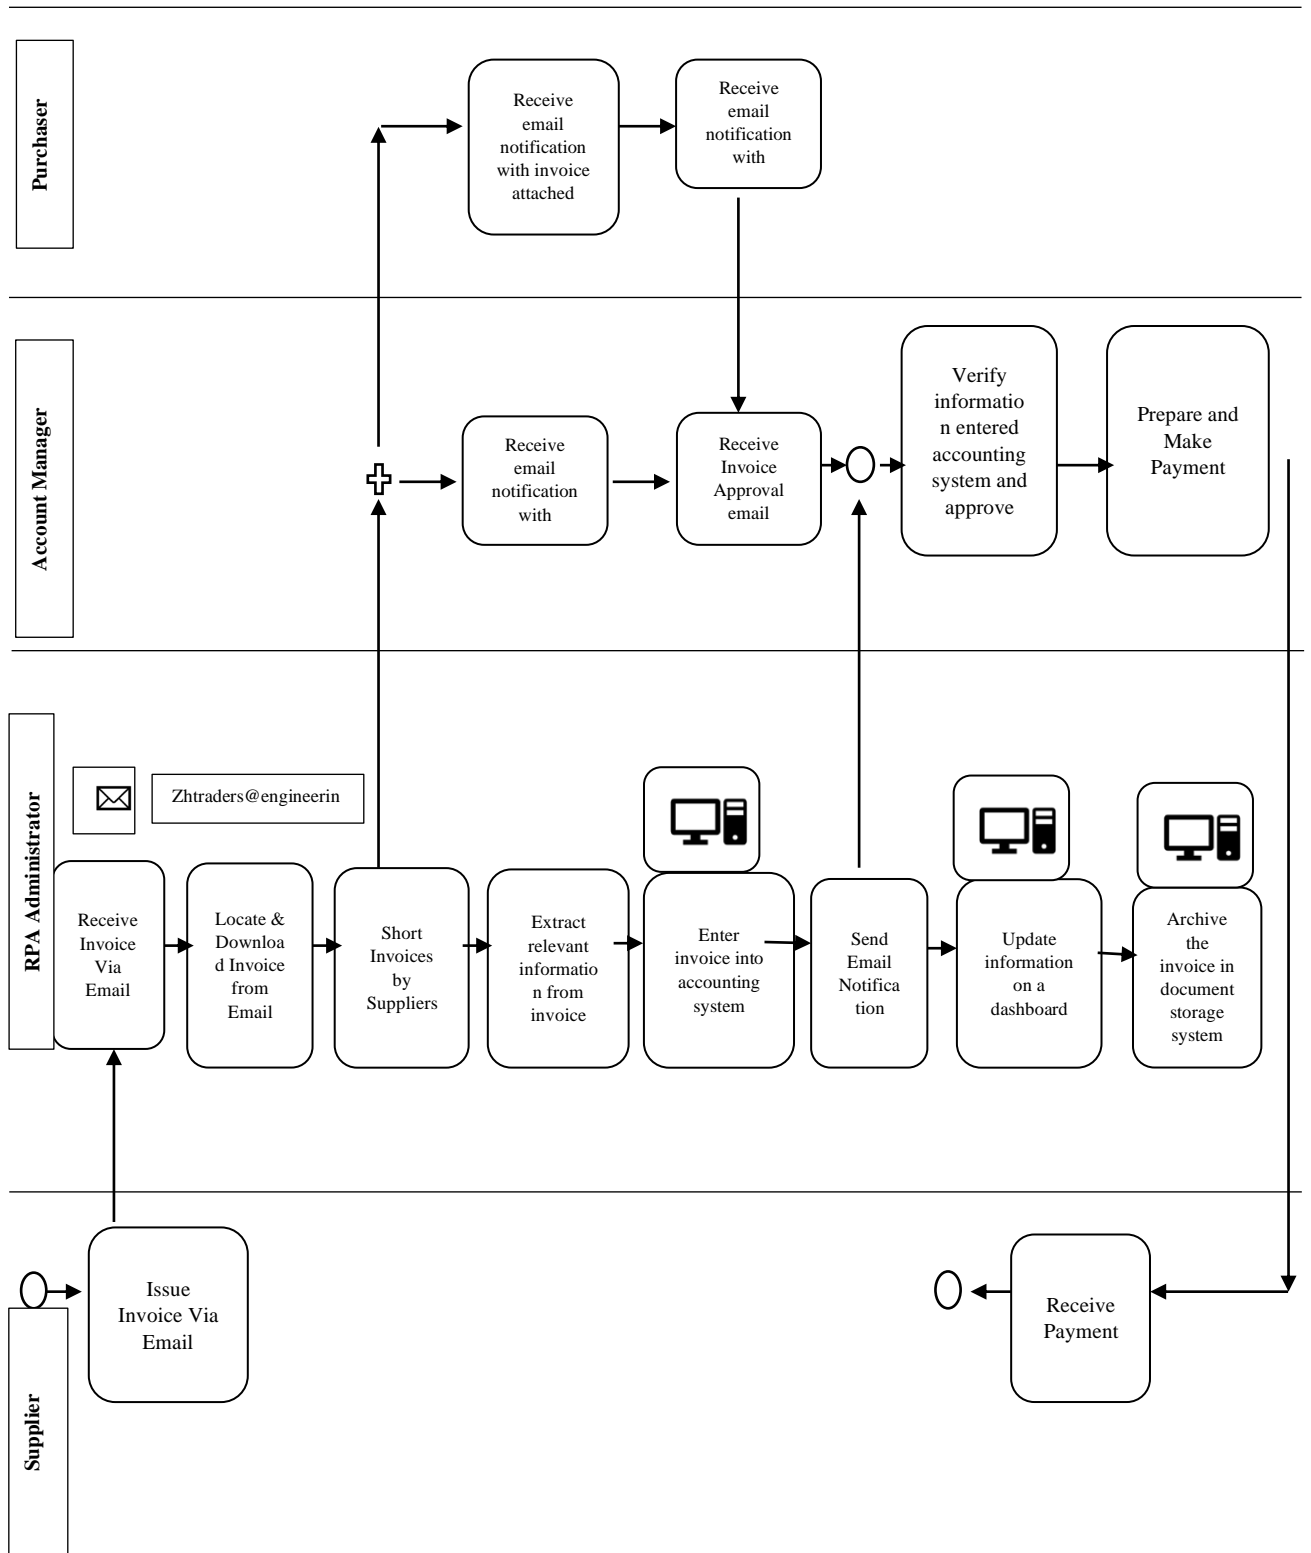 Purchaser
Receive
email
notification
with invoice
attached
Receive
email
notification
with
Account Manager
Receive
email
notification
with
Receive
Invoice
Approval
email
Verify
informatio
n entered
accounting
system and
approve
Prepare and
Make
Payment
RPA Administrator
Zhtraders@engineerin
Receive
Invoice
Via
Email
Locate &
Downloa
d Invoice
from
Email
Short
Invoices
by
Suppliers
Extract
relevant
informatio
n from
invoice
Enter
invoice into
accounting
system
Send
Email
Notifica
tion
Update
information
on a
dashboard
Archive
the
invoice in
document
storage
system
Supplier
Issue
Invoice Via
Email
Receive
Payment